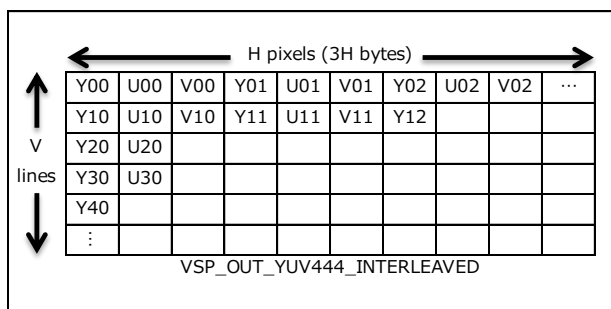 H pixels (3H bytes)
Y00 U00 V00 Y01 U01 V01 Y02 U02 V02 ⋯
Y10 U10 V10 Y11 U11 V11 Y12
V
Y20 U20
lines
Y30 U30
Y40
⋮
VSP_OUT_YUV444_INTERLEAVED